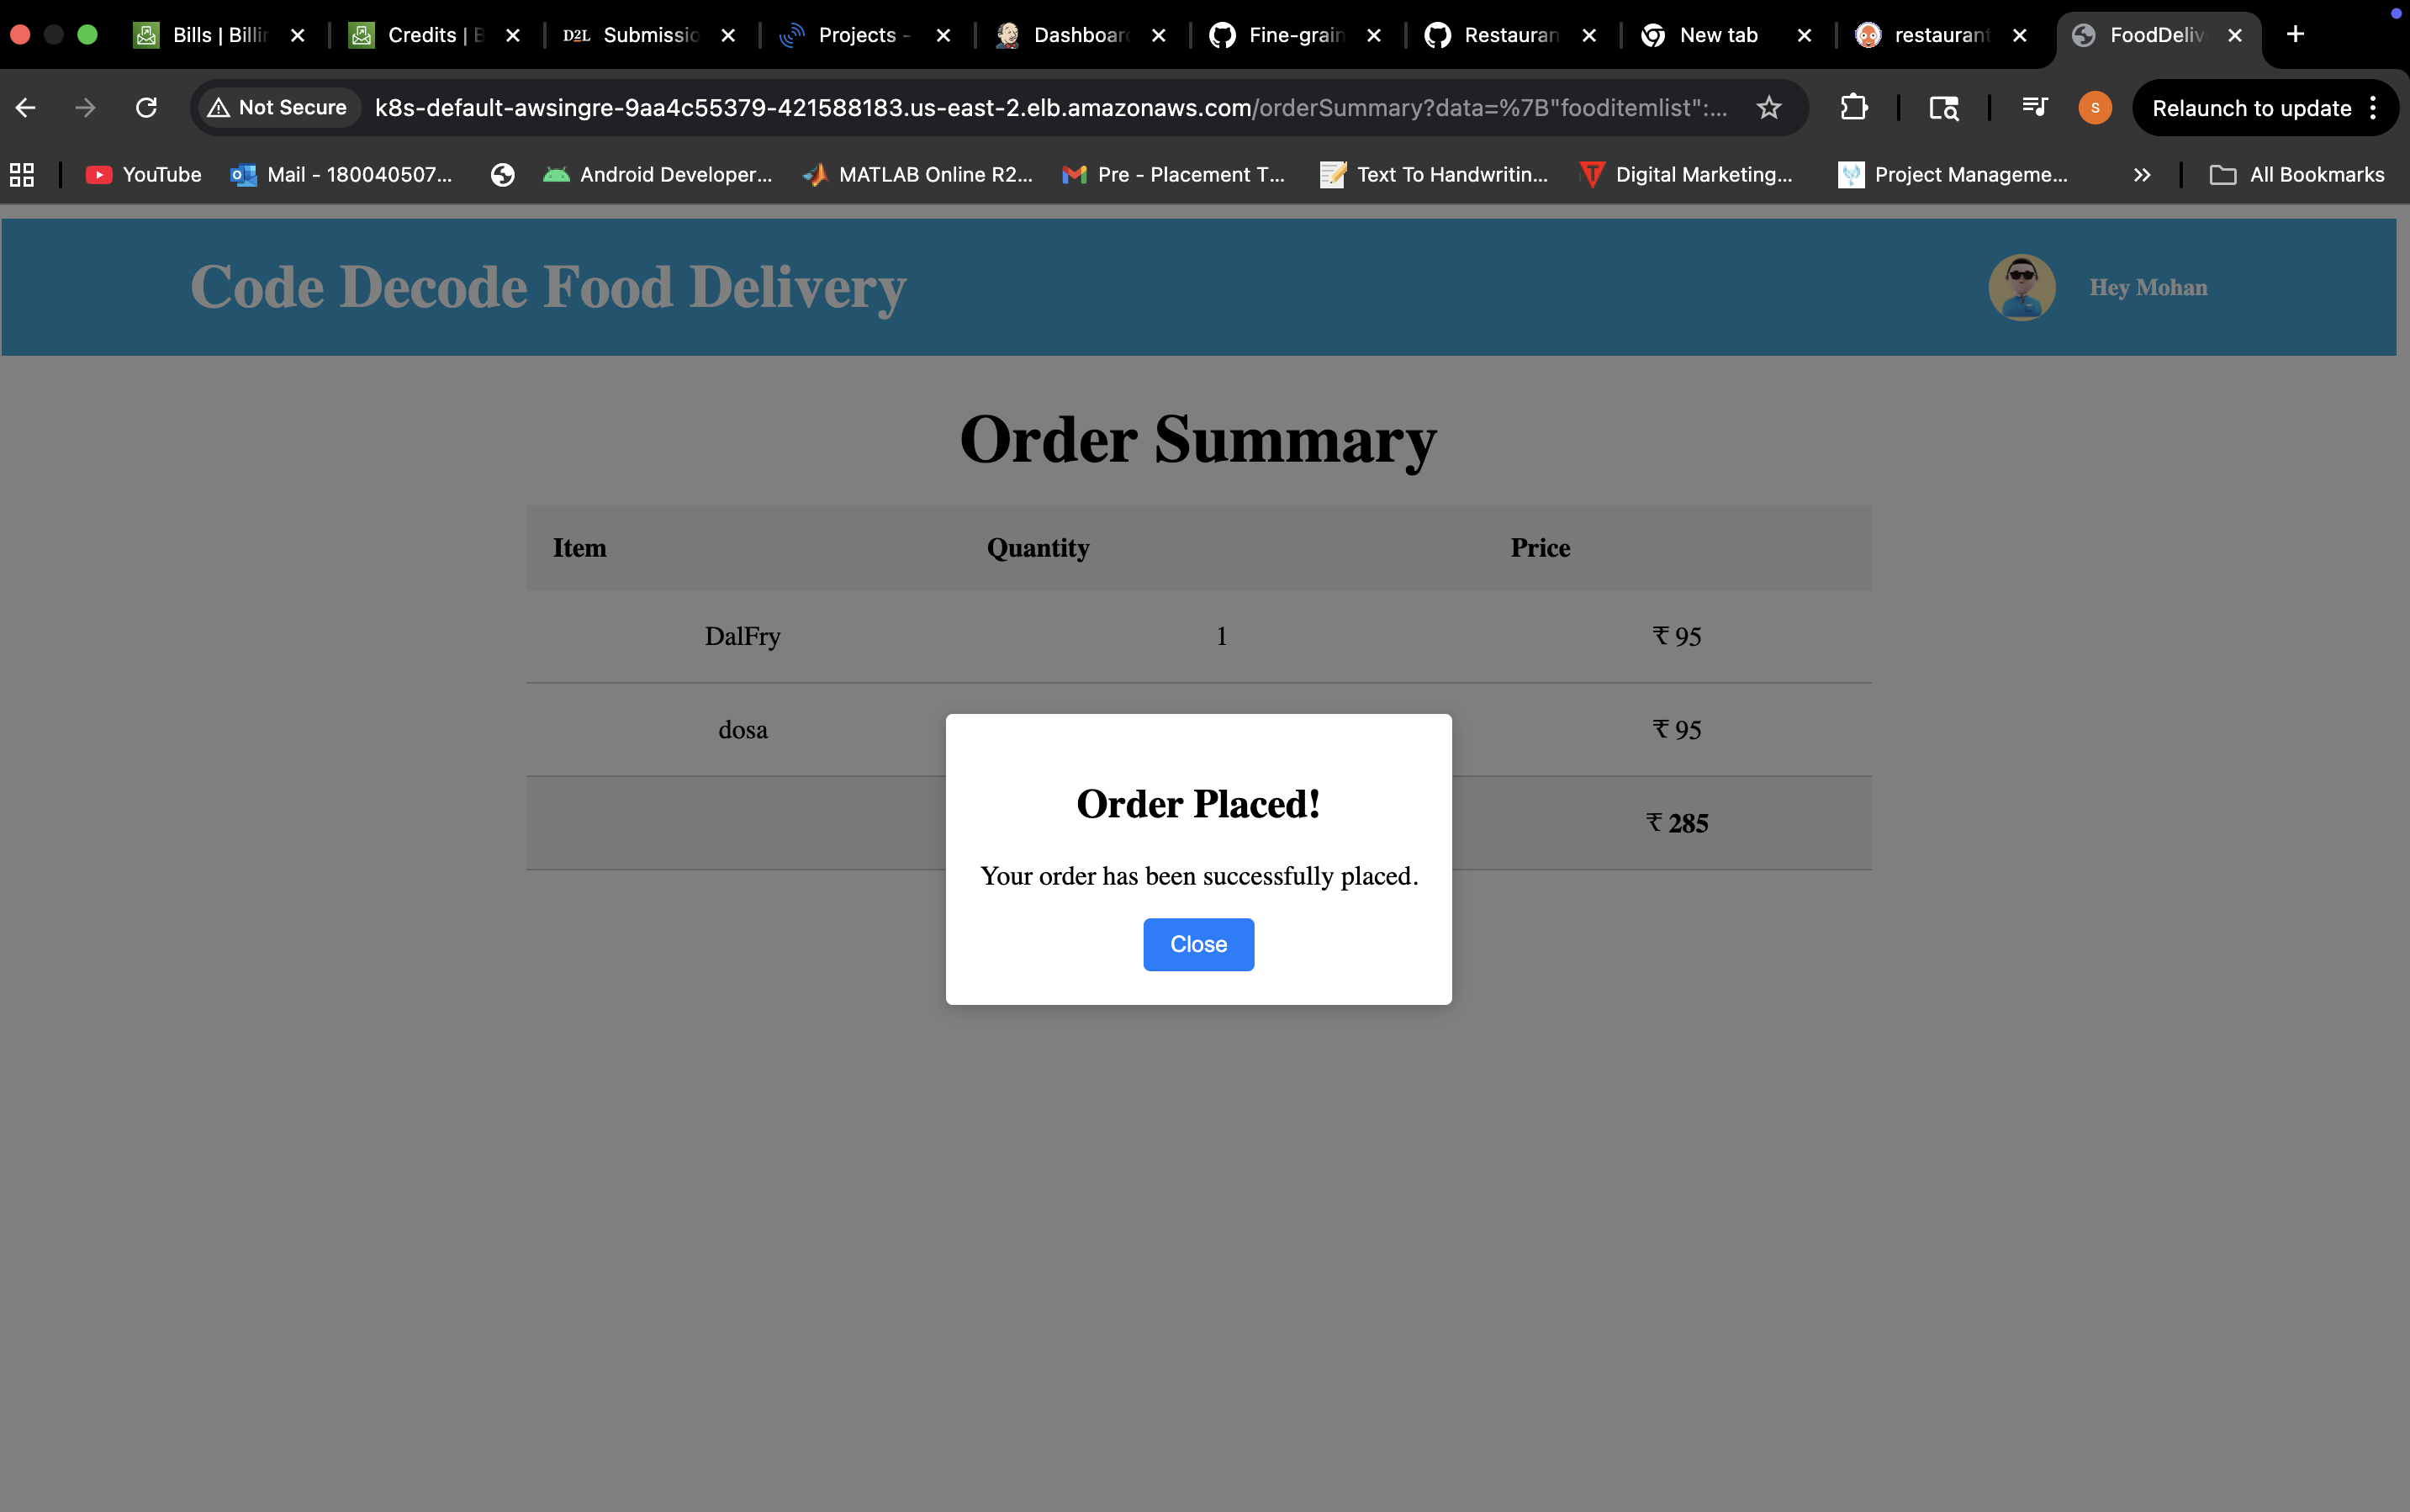 Bills | Billin
Credits | B
D2L Submissio
Projects -
Dashboard
Fine-grain
Restauran
New tab
restaurant
FoodDeliv
Not Secure
k8s-default-awsingre-9aa4c55379-421588183.us-east-2.elb.amazonaws.com/orderSummary?data=%7B"fooditemlist":...
S
Relaunch to update
YouTube
Mail - 180040507...
Android Developer...
MATLAB Online R2...
Pre - Placement T...
Text To Handwritin...
Digital Marketing...
Project Manageme...
All Bookmarks
Code Decode Food Delivery
Hey Mohan
Order Summary
Item Quantity Price
DalFry 1 ₹ 95
dosa ₹ 95
₹ 285
Order Placed!
Your order has been successfully placed.
Close